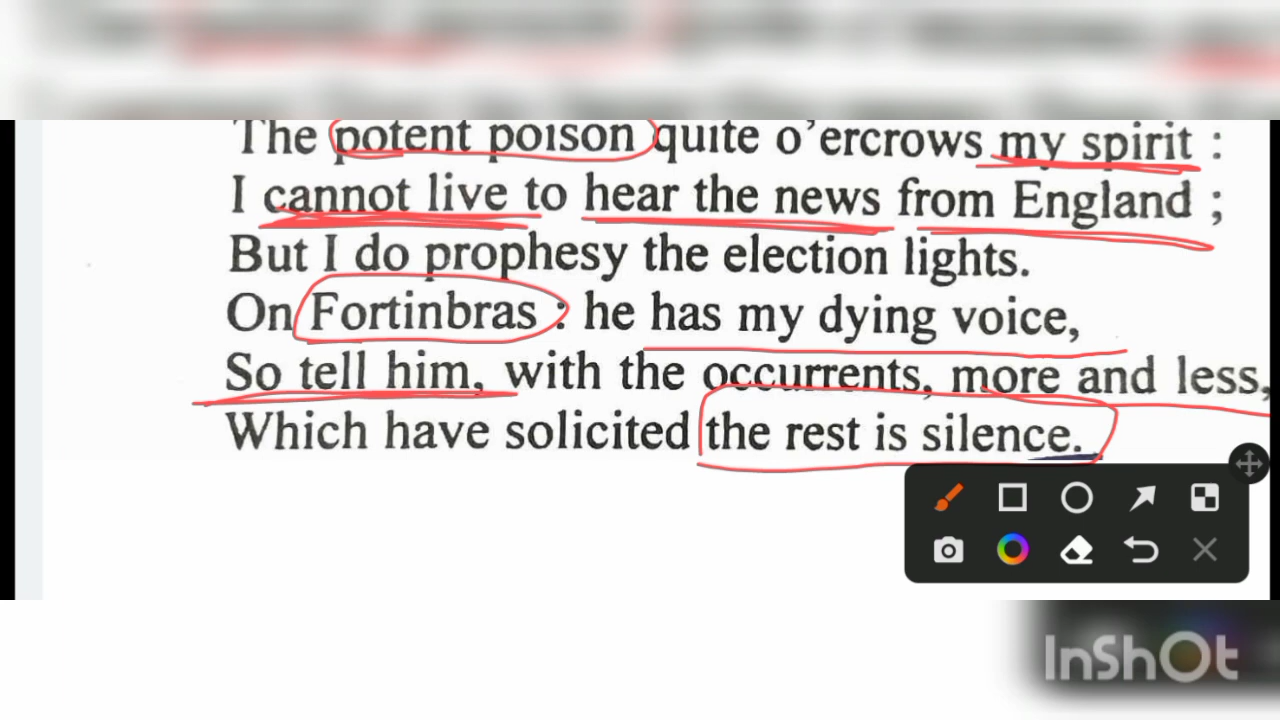 The potent poison quite o’ercrows my spirit :
I cannot live to hear the news from England ;
But I do prophesy the election lights.
On Fortinbras : he has my dying voice,
So tell him, with the occurrents, more and less,
Which have solicited the rest is silence.
InShOt